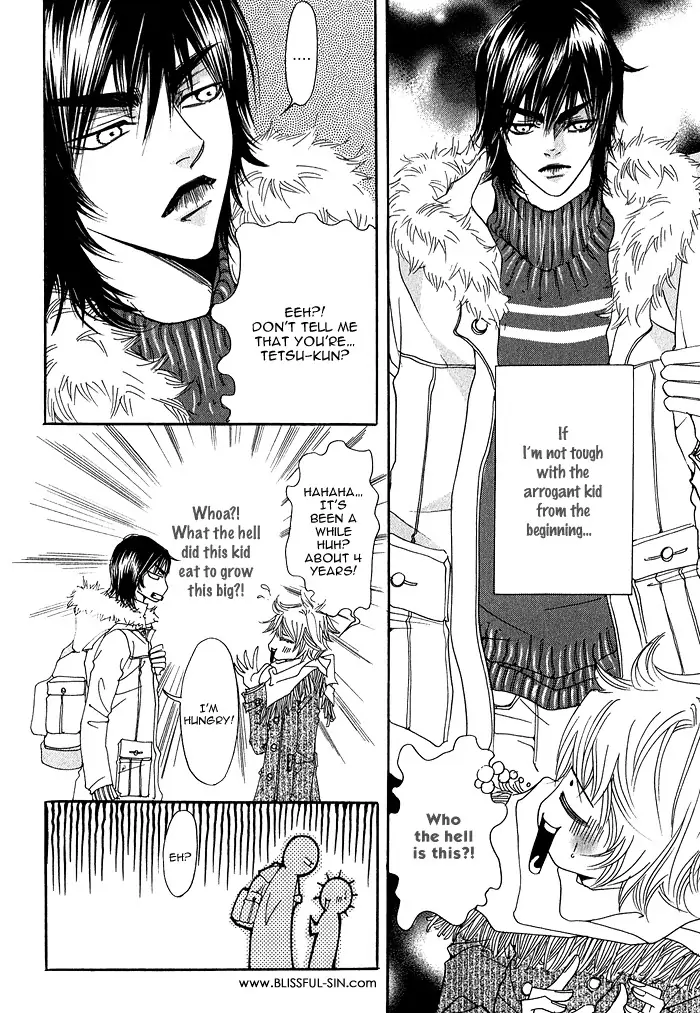 If
I'm not tough
with the
arrogant kid
from the
beginning...
Who
the hell
is this?!
....
EEH?!
DON'T TELL ME
THAT YOU'RE...
TETSU-KUN?
HAHAHA...
IT'S
BEEN A
WHILE
HUH?
ABOUT 4
YEARS!
Whoa?!
What the hell
did this kid
eat to grow
this big?!
I'M
HUNGRY!
EH?
WWW.BLISSFUL-SIN.COM